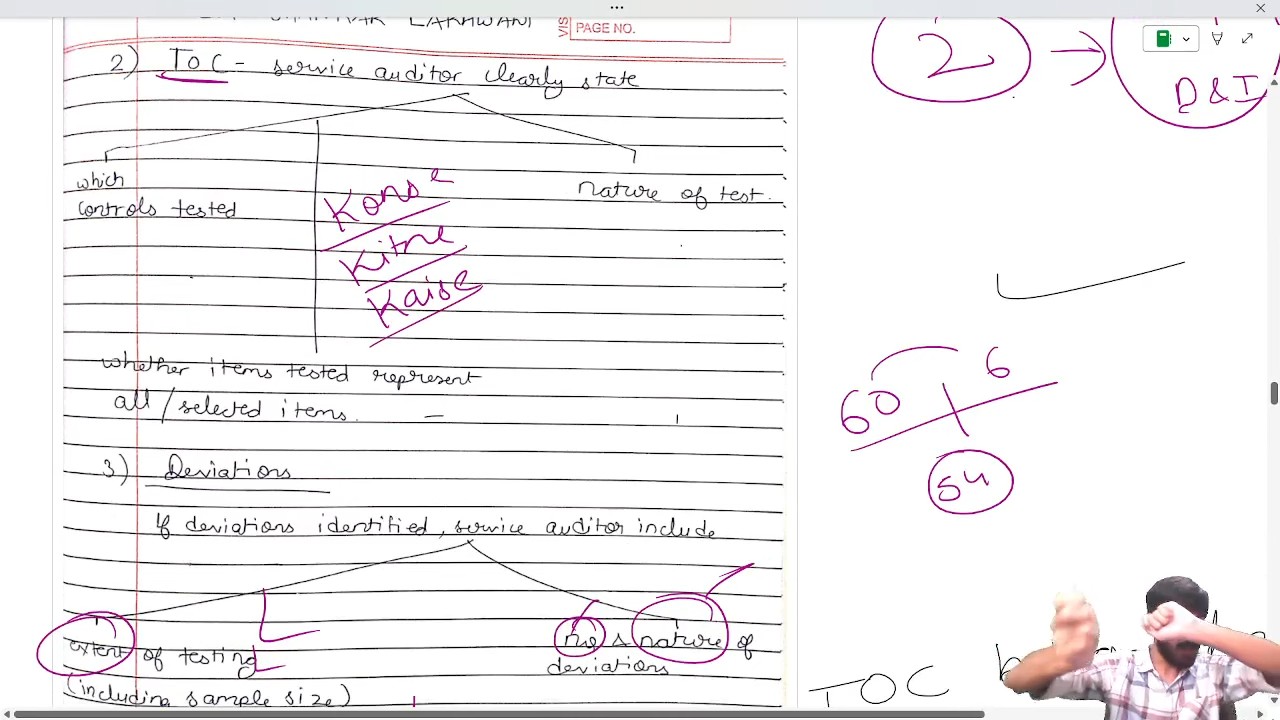 PAGE NO.
2) TOC - service auditor clearly state
which
controls tested
nature of test.
Kono e
Kitne
Kaise
whether items tested represent
all / selected items.
3) Deviations
If deviations identified, service auditor include
extent of testing
(including sample size)
no & nature of
deviations
2
D & I
60
6
54
TOC